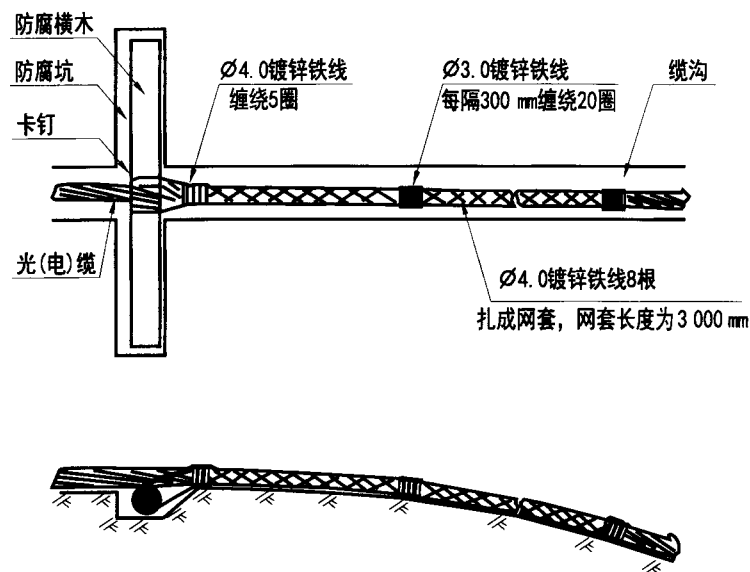 防腐横木
防腐坑
卡钉
Ø4.0镀锌铁线
缠绕5圈
Ø3.0镀锌铁线
每隔300 mm缠绕20圈
缆沟
光(电)缆
Ø4.0镀锌铁线8根
扎成网套，网套长度为3 000 mm